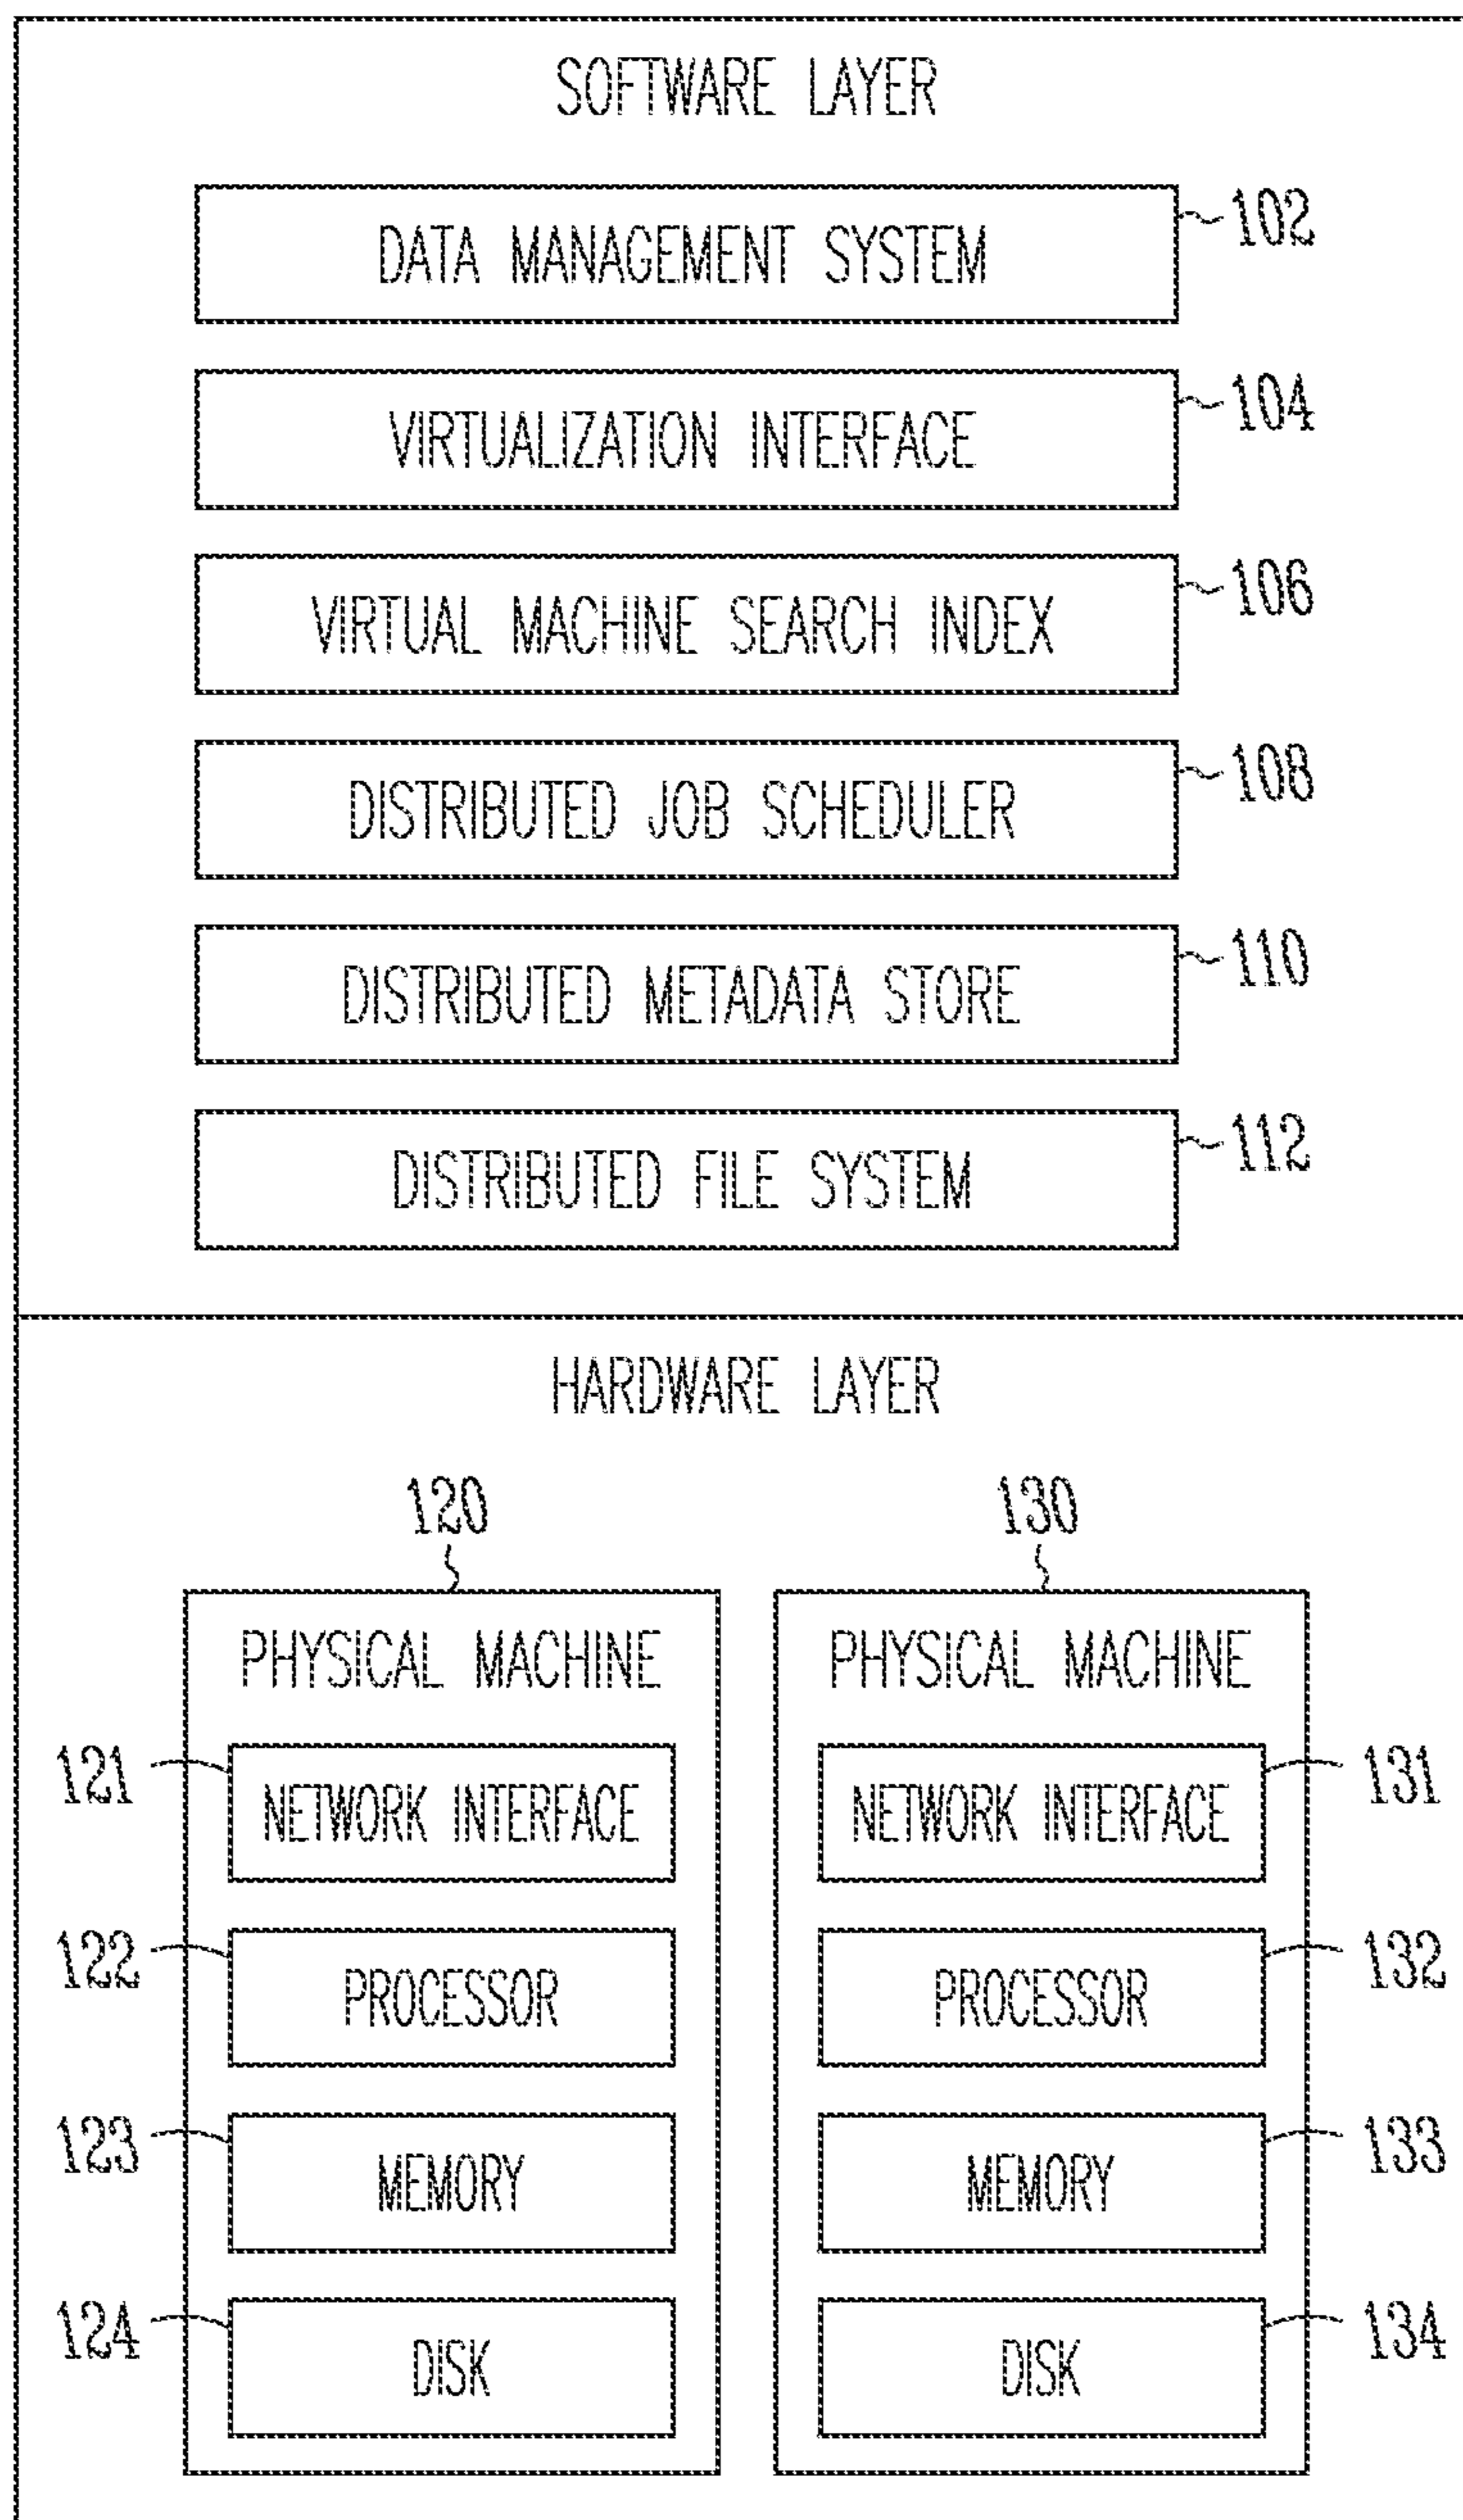 SOFTWARE LAYER
DATA MANAGEMENT SYSTEM 102
VIRTUALIZATION INTERFACE 104
VIRTUAL MACHINE SEARCH INDEX 106
DISTRIBUTED JOB SCHEDULER 108
DISTRIBUTED METADATA STORE 110
DISTRIBUTED FILE SYSTEM 112
HARDWARE LAYER
120 130
PHYSICAL MACHINE PHYSICAL MACHINE
121 NETWORK INTERFACE NETWORK INTERFACE 131
122 PROCESSOR PROCESSOR 132
123 MEMORY MEMORY 133
124 DISK DISK 134